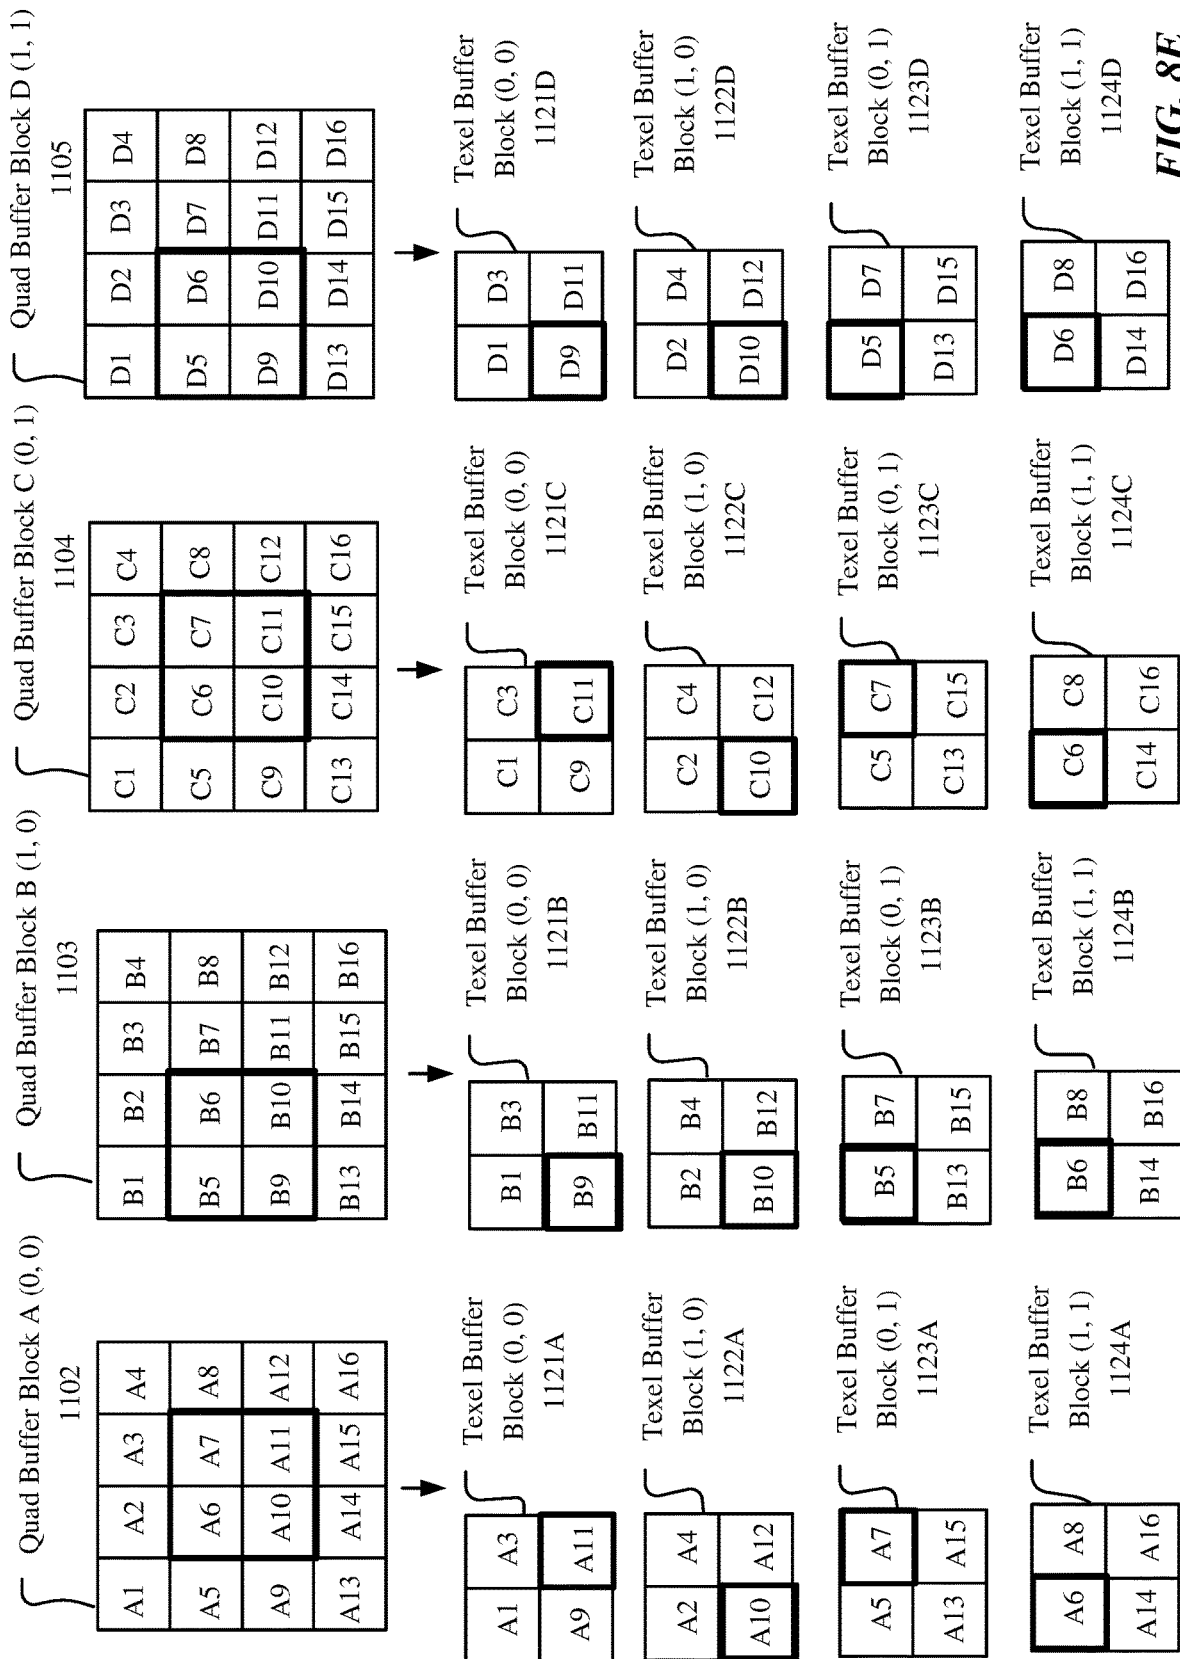 Quad Buffer Block A (0, 0)
1102
A1 A2 A3 A4
A5 A6 A7 A8
A9 A10 A11 A12
A13 A14 A15 A16
A1 A3
A9 A11
Texel Buffer
Block (0, 0)
1121A
A2 A4
A10 A12
Texel Buffer
Block (1, 0)
1122A
A5 A7
A13 A15
Texel Buffer
Block (0, 1)
1123A
A6 A8
A14 A16
Texel Buffer
Block (1, 1)
1124A
Quad Buffer Block B (1, 0)
1103
B1 B2 B3 B4
B5 B6 B7 B8
B9 B10 B11 B12
B13 B14 B15 B16
B1 B3
B9 B11
Texel Buffer
Block (0, 0)
1121B
B2 B4
B10 B12
Texel Buffer
Block (1, 0)
1122B
B5 B7
B13 B15
Texel Buffer
Block (0, 1)
1123B
B6 B8
B14 B16
Texel Buffer
Block (1, 1)
1124B
Quad Buffer Block C (0, 1)
1104
C1 C2 C3 C4
C5 C6 C7 C8
C9 C10 C11 C12
C13 C14 C15 C16
C1 C3
C9 C11
Texel Buffer
Block (0, 0)
1121C
C2 C4
C10 C12
Texel Buffer
Block (1, 0)
1122C
C5 C7
C13 C15
Texel Buffer
Block (0, 1)
1123C
C6 C8
C14 C16
Texel Buffer
Block (1, 1)
1124C
Quad Buffer Block D (1, 1)
1105
D1 D2 D3 D4
D5 D6 D7 D8
D9 D10 D11 D12
D13 D14 D15 D16
D1 D3
D9 D11
Texel Buffer
Block (0, 0)
1121D
D2 D4
D10 D12
Texel Buffer
Block (1, 0)
1122D
D5 D7
D13 D15
Texel Buffer
Block (0, 1)
1123D
D6 D8
D14 D16
Texel Buffer
Block (1, 1)
1124D
FIG.